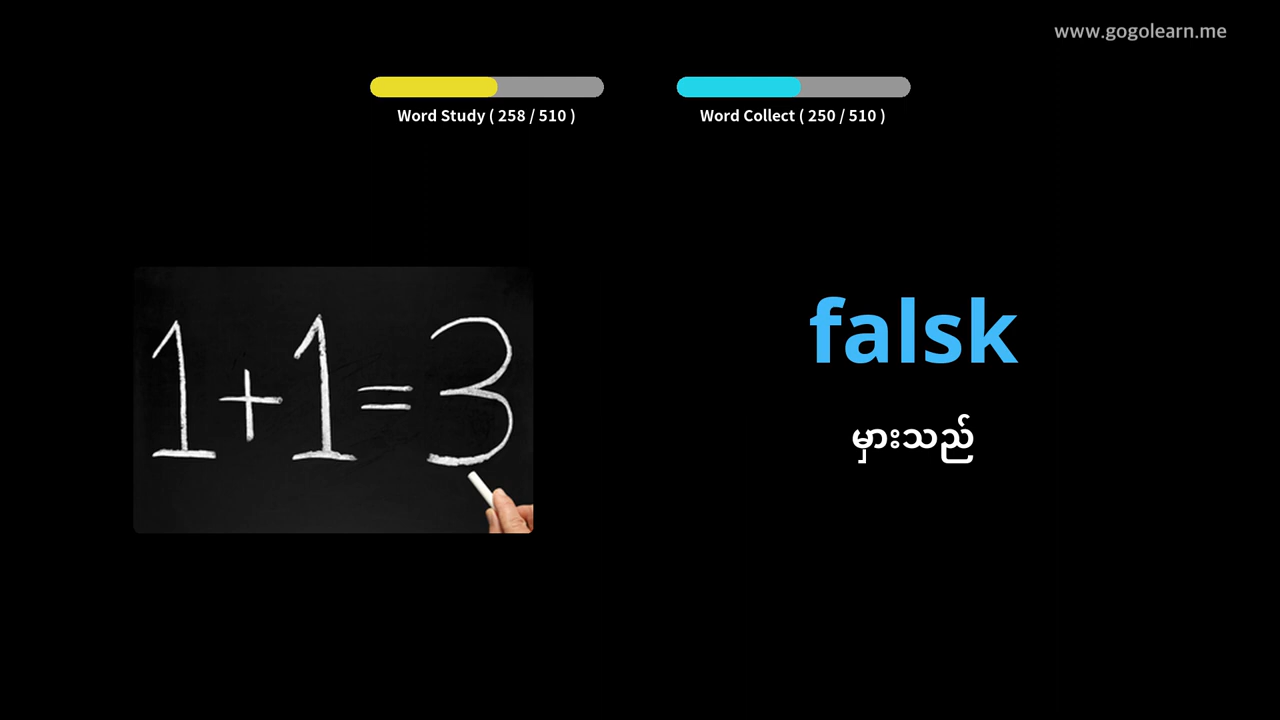 www.gogolearn.me
Word Study ( 258 / 510 )
Word Collect ( 250 / 510 )
1+1=3
falsk
မှားသည်